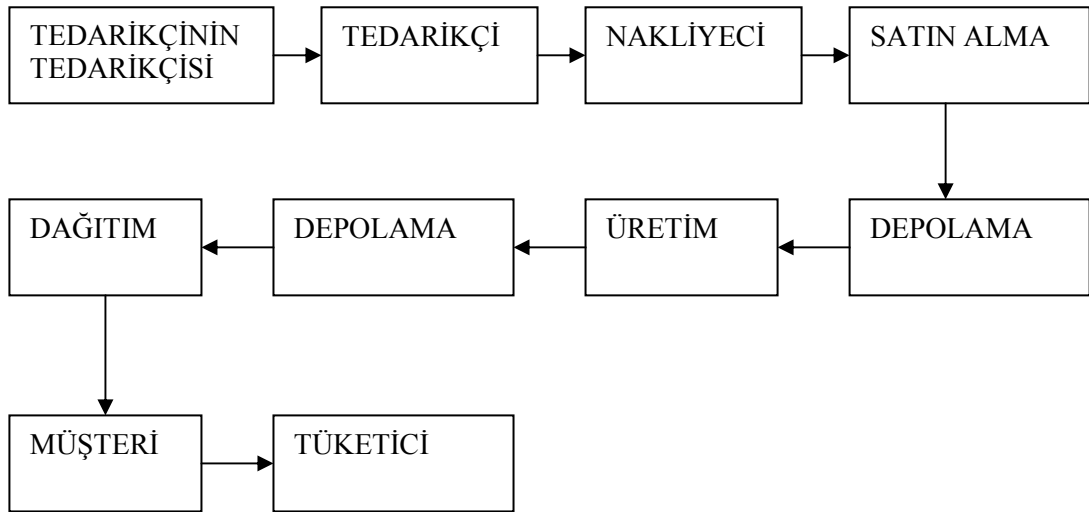 TEDARİKÇİNİN
TEDARİKÇİSİ
TEDARİKÇİ
NAKLİYECİ
SATIN ALMA
DEPOLAMA
ÜRETİM
DEPOLAMA
DAĞITIM
MÜŞTERİ
TÜKETİCİ